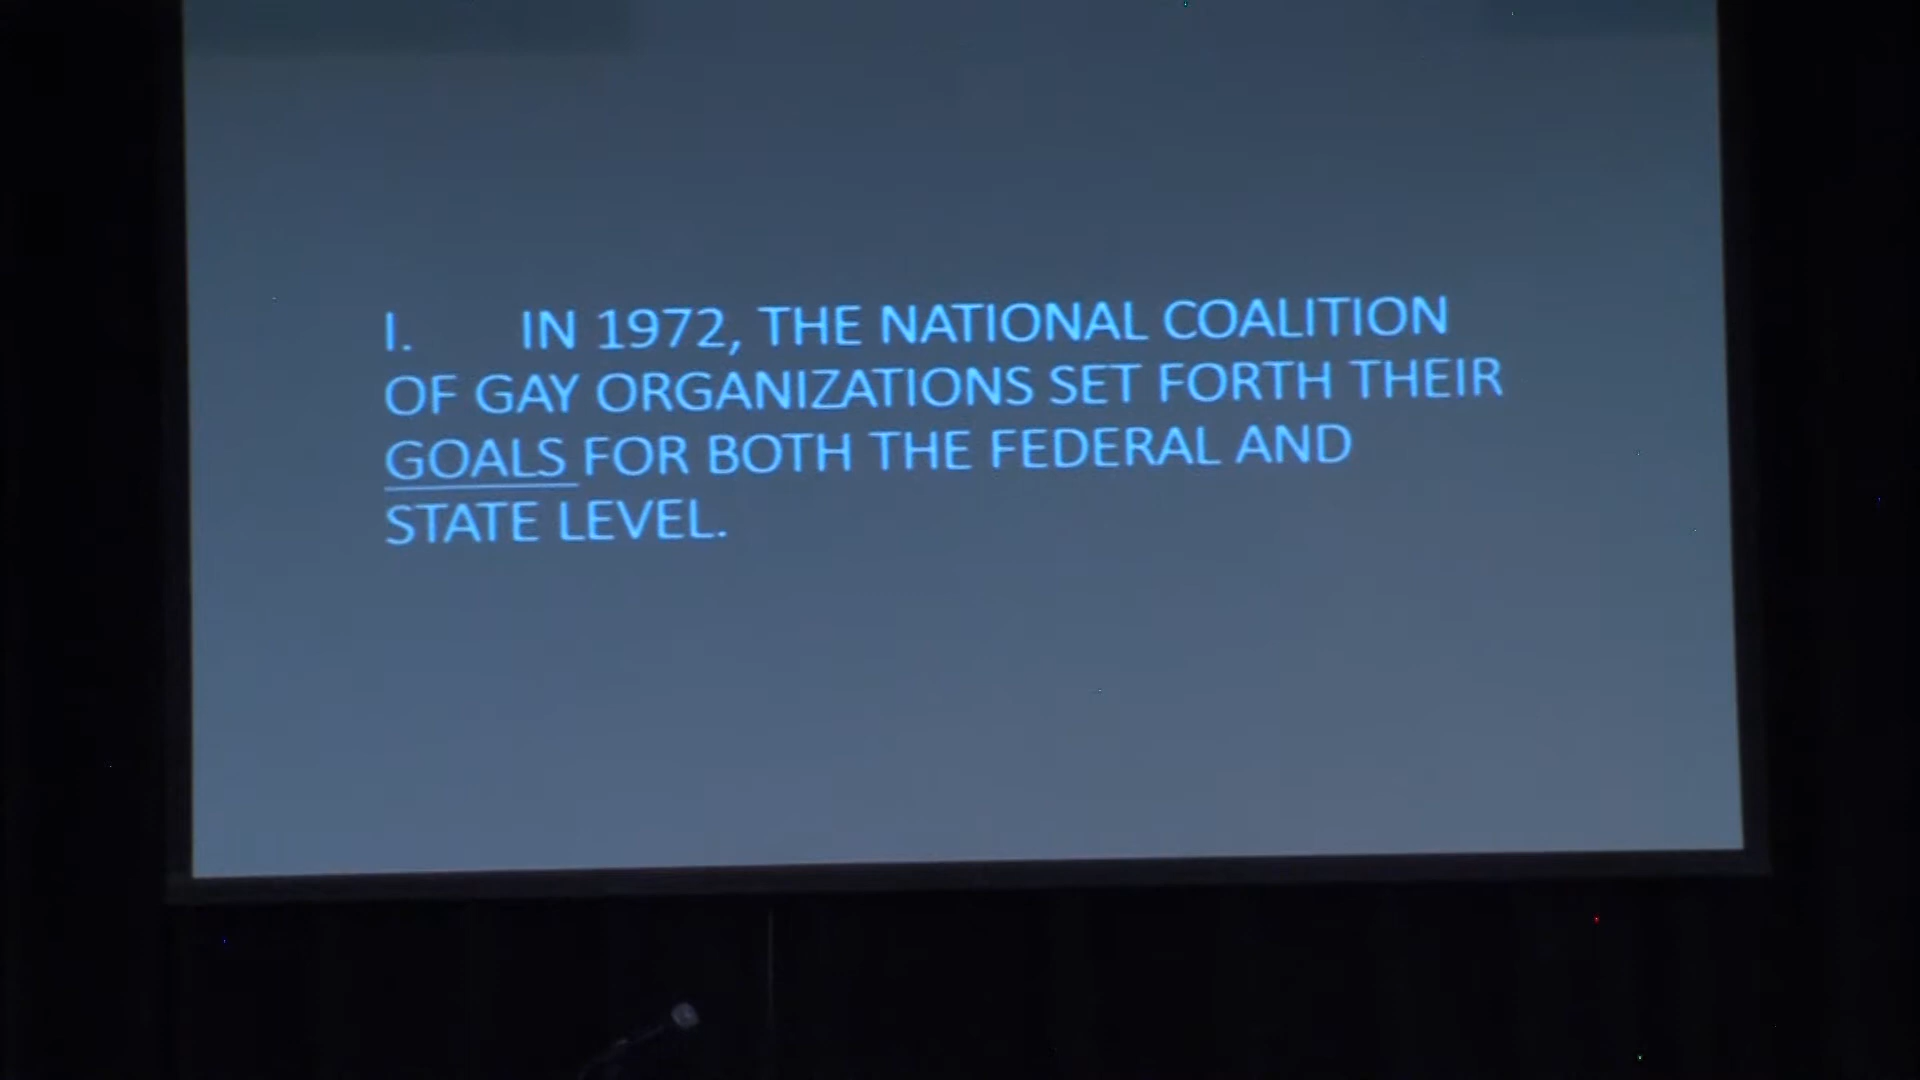 I. IN 1972, THE NATIONAL COALITION
OF GAY ORGANIZATIONS SET FORTH THEIR
GOALS FOR BOTH THE FEDERAL AND
STATE LEVEL.